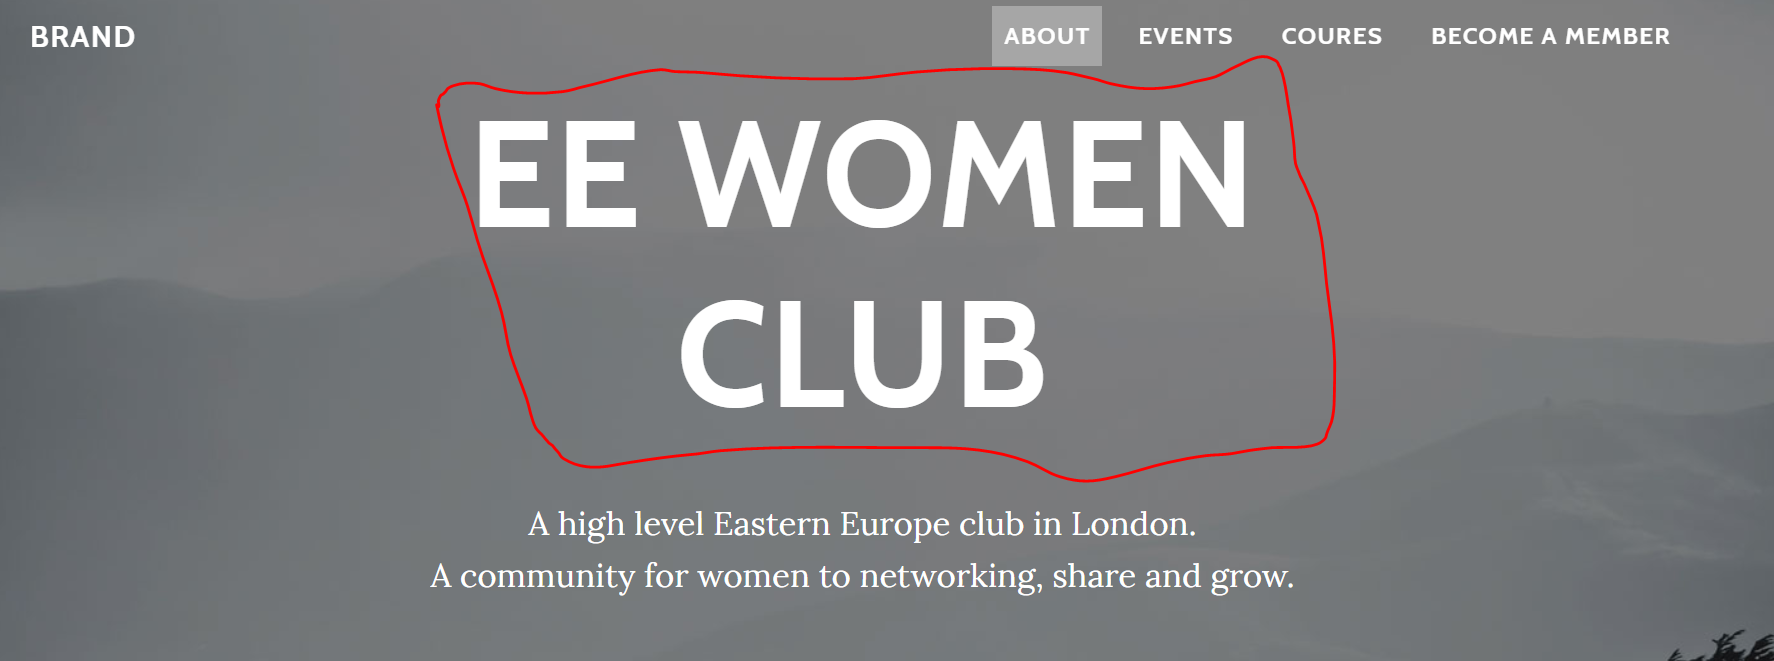 BRAND ABOUT EVENTS COURES BECOME A MEMBER
EE WOMEN
CLUB
A high level Eastern Europe club in London.
A community for women to networking, share and grow.